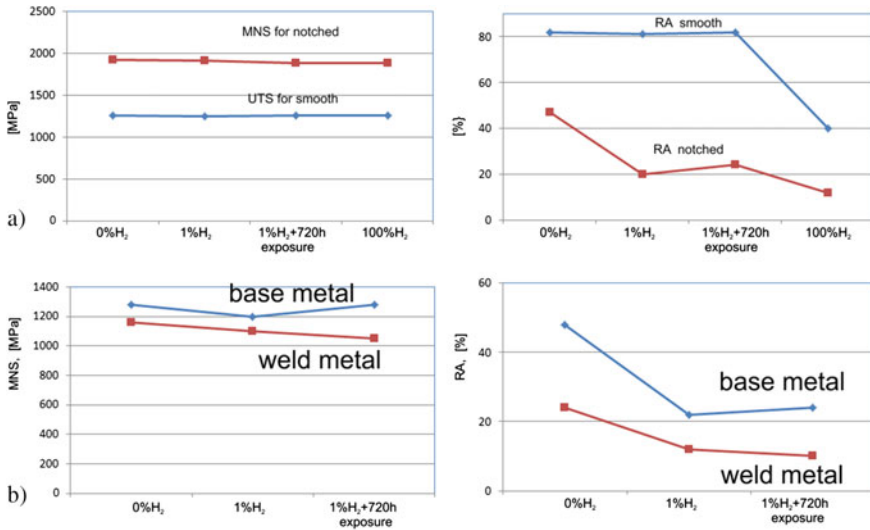 [MPa]
2500
2000
1500
1000
500
0
MNS for notched
UTS for smooth
0%H₂
1%H₂
1%H₂+720h
exposure
100%H₂
a)
[%}
80
60
40
20
0
RA smooth
RA notched
0%H₂
1%H₂
1%H₂+720h
exposure
100%H₂
MNS, [MPa]
1400
1200
1000
800
600
400
200
0
base metal
weld metal
0%H₂
1%H₂
1%H₂+720h
exposure
b)
RA, [%]
60
40
20
0
base metal
weld metal
0%H₂
1%H₂
1%H₂+720h
exposure